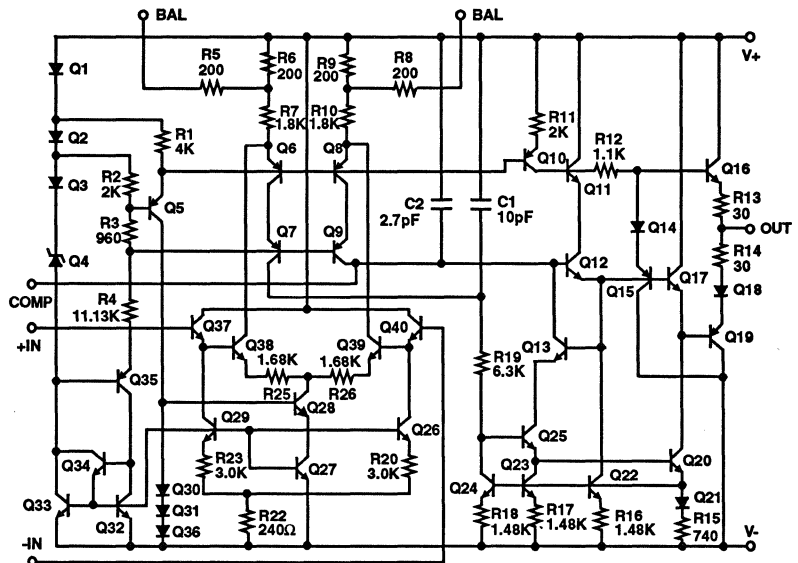 BAL
BAL
V+
Q1
R5
200
R6
200
R9
200
R8
200
Q2
R1
4K
R7
1.8K
R10
1.8K
R11
2K
Q3
R2
2K
Q5
Q6
Q8
Q10
R12
1.1K
Q11
Q16
R3
960
Q7
Q9
C2
2.7pF
C1
10pF
Q14
R13
30
OUT
Q4
Q12
Q15
Q17
R14
30
COMP
R4
11.13K
Q18
+IN
Q37
Q38
Q39
Q40
Q13
Q19
1.68K
R25
1.68K
R26
R19
6.3K
Q35
Q28
Q29
Q26
Q25
Q34
R23
3.0K
Q27
R20
3.0K
Q24
Q23
Q22
Q20
Q33
Q32
Q30
Q31
Q36
R22
240Ω
R18
1.48K
R17
1.48K
R16
1.48K
Q21
R15
740
V-
-IN